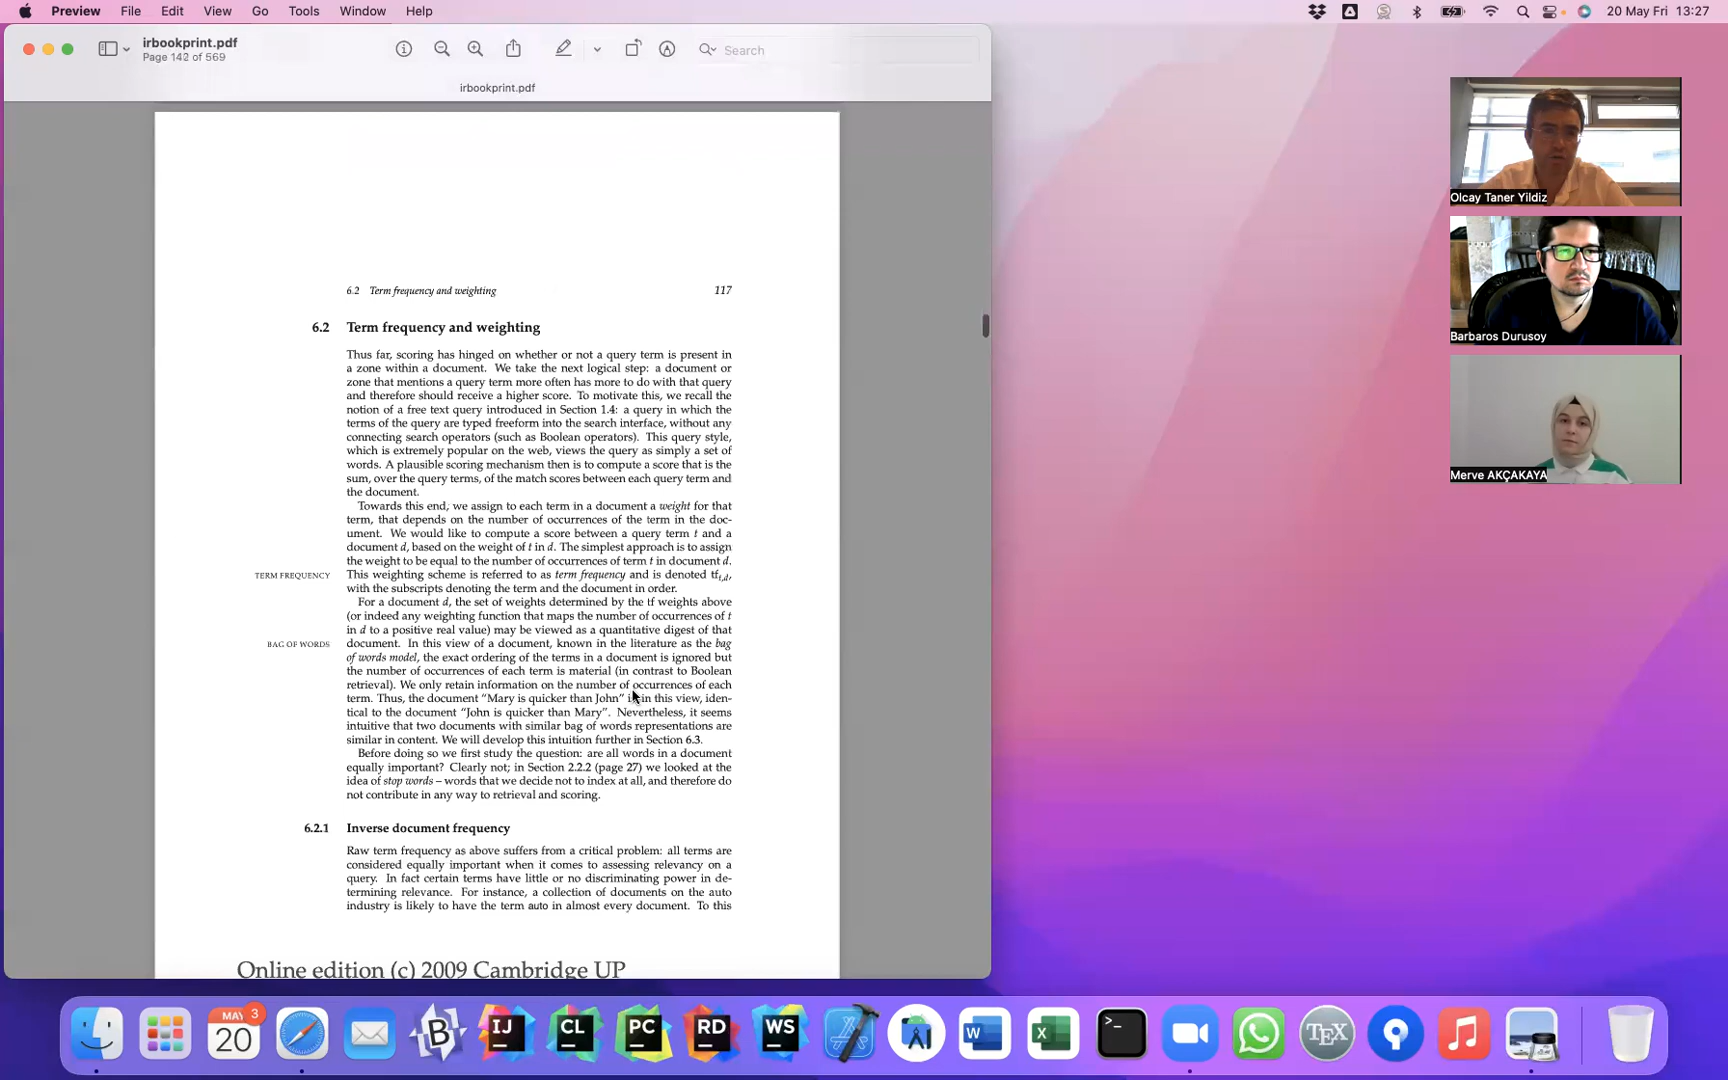 Preview File Edit View Go Tools Window Help
20 May Fri 13:27
irbookprint.pdf
Page 142 of 569
Search
irbookprint.pdf
6.2 Term frequency and weighting 117
6.2 Term frequency and weighting
Thus far, scoring has hinged on whether or not a query term is present in
a zone within a document. We take the next logical step: a document or
zone that mentions a query term more often has more to do with that query
and therefore should receive a higher score. To motivate this, we recall the
notion of a free text query introduced in Section 1.4: a query in which the
terms of the query are typed freeform into the search interface, without any
connecting search operators (such as Boolean operators). This query style,
which is extremely popular on the web, views the query as simply a set of
words. A plausible scoring mechanism then is to compute a score that is the
sum, over the query terms, of the match scores between each query term and
the document.
Towards this end, we assign to each term in a document a weight for that
term, that depends on the number of occurrences of the term in the doc-
ument. We would like to compute a score between a query term t and a
document d, based on the weight of t in d. The simplest approach is to assign
the weight to be equal to the number of occurrences of term t in document d.
TERM FREQUENCY This weighting scheme is referred to as term frequency and is denoted tft,d,
with the subscripts denoting the term and the document in order.
For a document d, the set of weights determined by the tf weights above
(or indeed any weighting function that maps the number of occurrences of t
in d to a positive real value) may be viewed as a quantitative digest of that
BAG OF WORDS document. In this view of a document, known in the literature as the bag
of words model, the exact ordering of the terms in a document is ignored but
the number of occurrences of each term is material (in contrast to Boolean
retrieval). We only retain information on the number of occurrences of each
term. Thus, the document “Mary is quicker than John” in this view, iden-
tical to the document “John is quicker than Mary”. Nevertheless, it seems
intuitive that two documents with similar bag of words representations are
similar in content. We will develop this intuition further in Section 6.3.
Before doing so we first study the question: are all words in a document
equally important? Clearly not; in Section 2.2.2 (page 27) we looked at the
idea of stop words – words that we decide not to index at all, and therefore do
not contribute in any way to retrieval and scoring.
6.2.1 Inverse document frequency
Raw term frequency as above suffers from a critical problem: all terms are
considered equally important when it comes to assessing relevancy on a
query. In fact certain terms have little or no discriminating power in de-
termining relevance. For instance, a collection of documents on the auto
industry is likely to have the term auto in almost every document. To this
Online edition (c) 2009 Cambridge UP
Olcay Taner Yildiz
Barbaros Durusoy
Merve AKÇAKAYA
MAY 3
20
B
IJ
CL
PC
RD
WS
W
X
>_
TEX